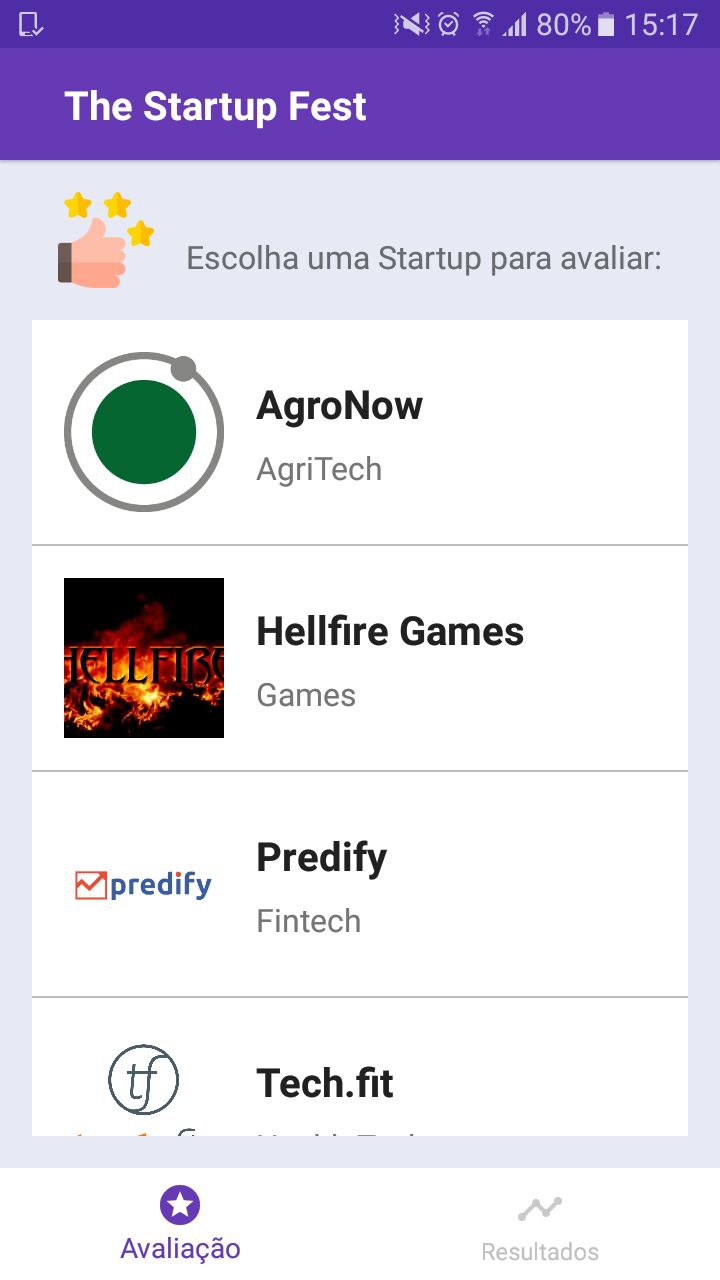 80% 15:17
The Startup Fest
Escolha uma Startup para avaliar:
AgroNow
AgriTech
HELLFIRE
Hellfire Games
Games
predify
Predify
Fintech
tf
Tech.fit
Avaliação
Resultados